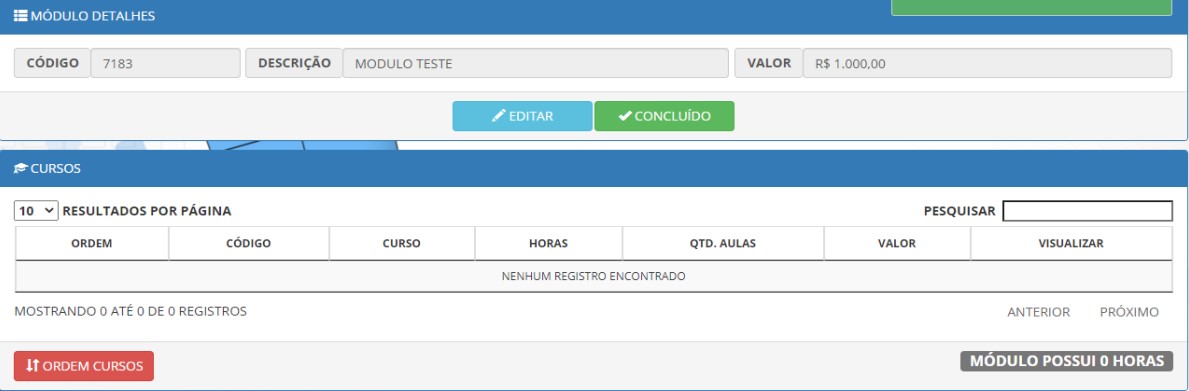 MÓDULO DETALHES
CÓDIGO 7183 DESCRIÇÃO MODULO TESTE VALOR R$ 1.000,00
EDITAR CONCLUÍDO
CURSOS
10 RESULTADOS POR PÁGINA PESQUISAR
ORDEM CÓDIGO CURSO HORAS QTD. AULAS VALOR VISUALIZAR
NENHUM REGISTRO ENCONTRADO
MOSTRANDO 0 ATÉ 0 DE 0 REGISTROS ANTERIOR PRÓXIMO
ORDEM CURSOS MÓDULO POSSUI 0 HORAS